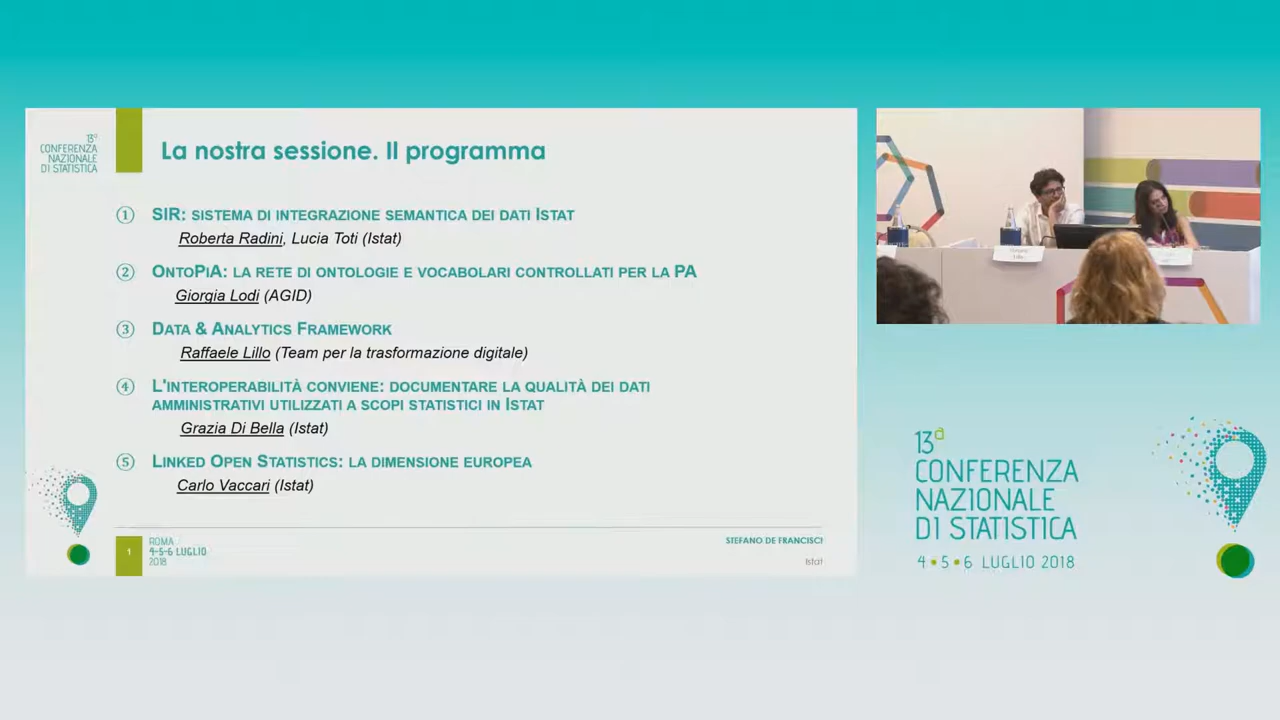 13ª
CONFERENZA
NAZIONALE
DI STATISTICA
La nostra sessione. Il programma
① SIR: SISTEMA DI INTEGRAZIONE SEMANTICA DEI DATI ISTAT
Roberta Radini, Lucia Toti (Istat)
② ONTOPIA: LA RETE DI ONTOLOGIE E VOCABOLARI CONTROLLATI PER LA PA
Giorgia Lodi (AGID)
③ DATA & ANALYTICS FRAMEWORK
Raffaele Lillo (Team per la trasformazione digitale)
④ L'INTEROPERABILITÀ CONVIENE: DOCUMENTARE LA QUALITÀ DEI DATI
AMMINISTRATIVI UTILIZZATI A SCOPI STATISTICI IN ISTAT
Grazia Di Bella (Istat)
⑤ LINKED OPEN STATISTICS: LA DIMENSIONE EUROPEA
Carlo Vaccari (Istat)
1
ROMA
4-5-6 LUGLIO
2018
STEFANO DE FRANCISCI
Istat
13ª
CONFERENZA
NAZIONALE
DI STATISTICA
4 • 5 • 6 LUGLIO 2018